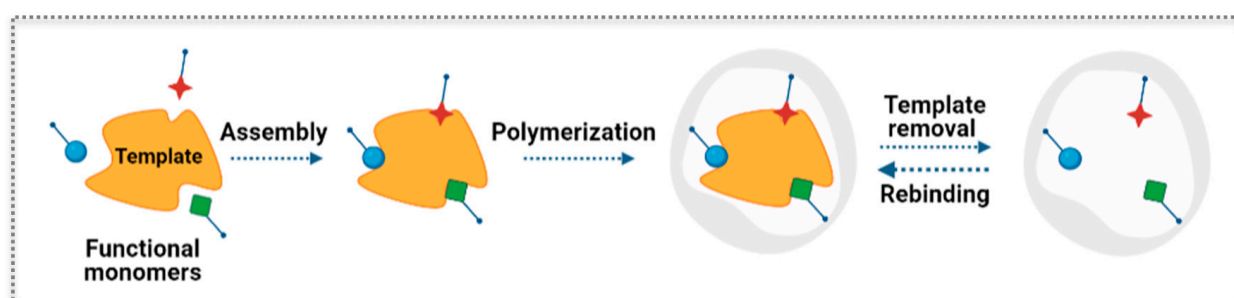 Template
Functional
monomers
Assembly
Polymerization
Template
removal
Rebinding